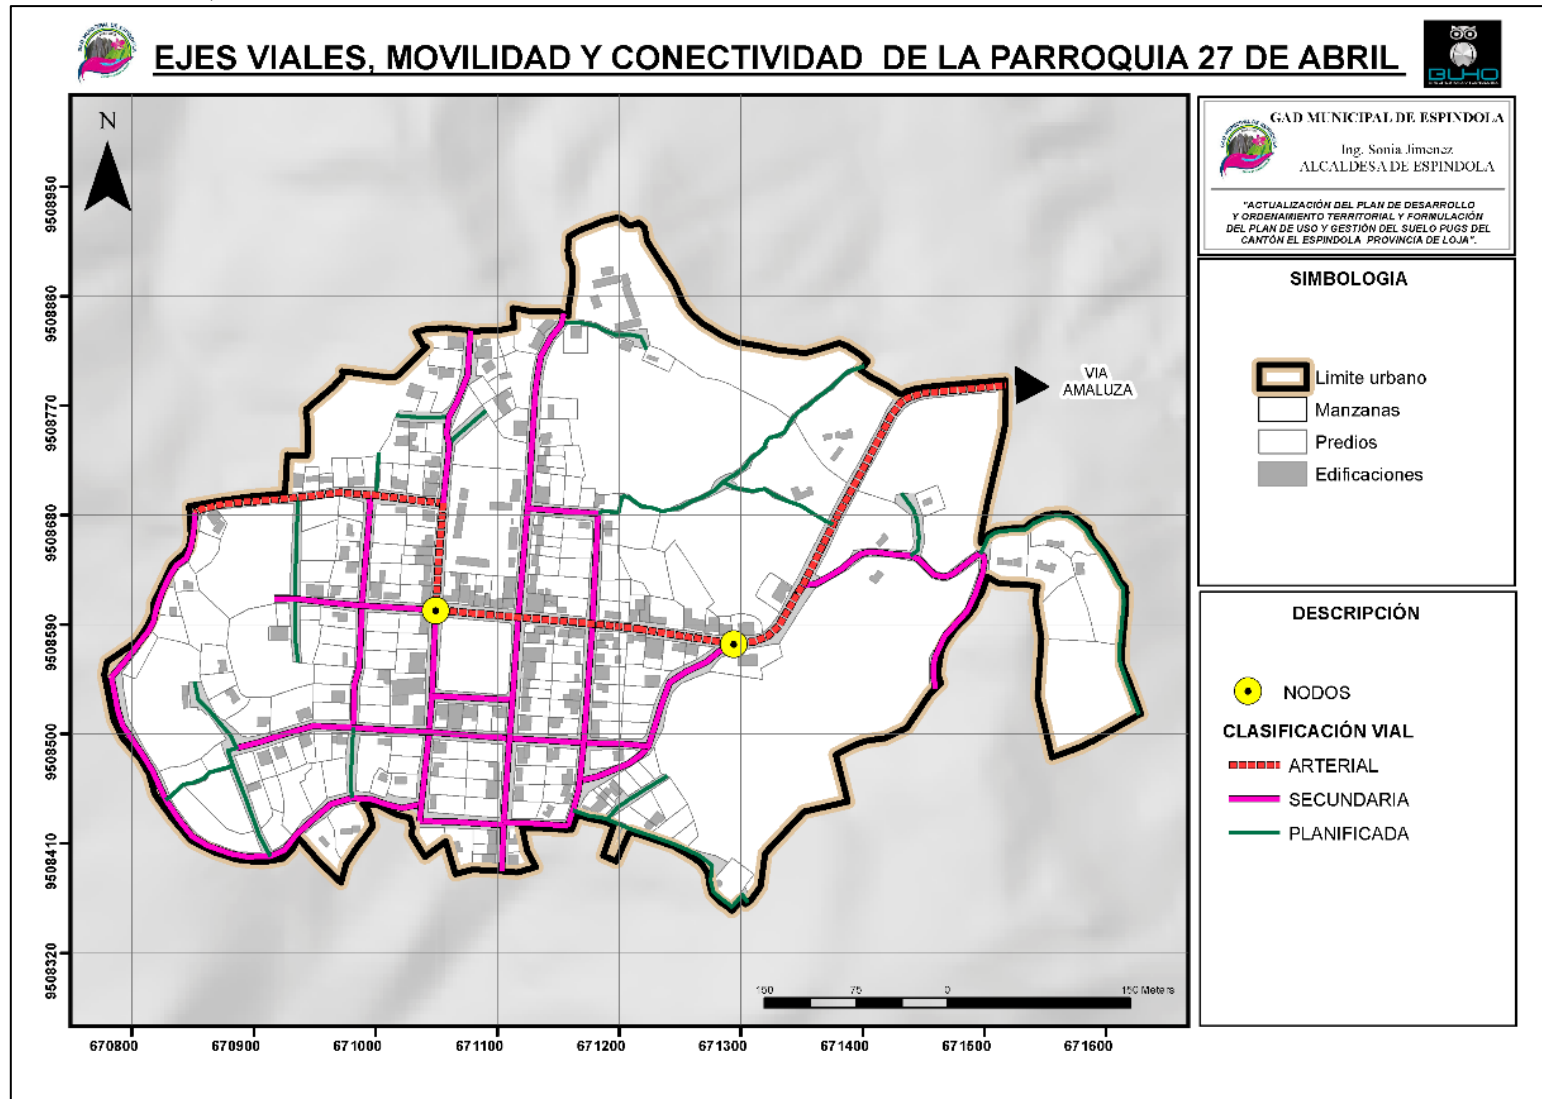 EJES VIALES, MOVILIDAD Y CONECTIVIDAD DE LA PARROQUIA 27 DE ABRIL
BUHO
GAD MUNICIPAL DE ESPINDOLA
Ing. Sonia Jimenez
ALCALDESA DE ESPINDOLA
"ACTUALIZACIÓN DEL PLAN DE DESARROLLO
Y ORDENAMIENTO TERRITORIAL Y FORMULACIÓN
DEL PLAN DE USO Y GESTIÓN DEL SUELO PUGS DEL
CANTÓN EL ESPINDOLA PROVINCIA DE LOJA".
SIMBOLOGIA
Limite urbano
Manzanas
Predios
Edificaciones
DESCRIPCIÓN
NODOS
CLASIFICACIÓN VIAL
ARTERIAL
SECUNDARIA
PLANIFICADA
N
VIA
AMALUZA
9508950
9508860
9508770
9508680
9508590
9508500
9508410
9508320
150 75 0 150 Meters
670800 670900 671000 671100 671200 671300 671400 671500 671600